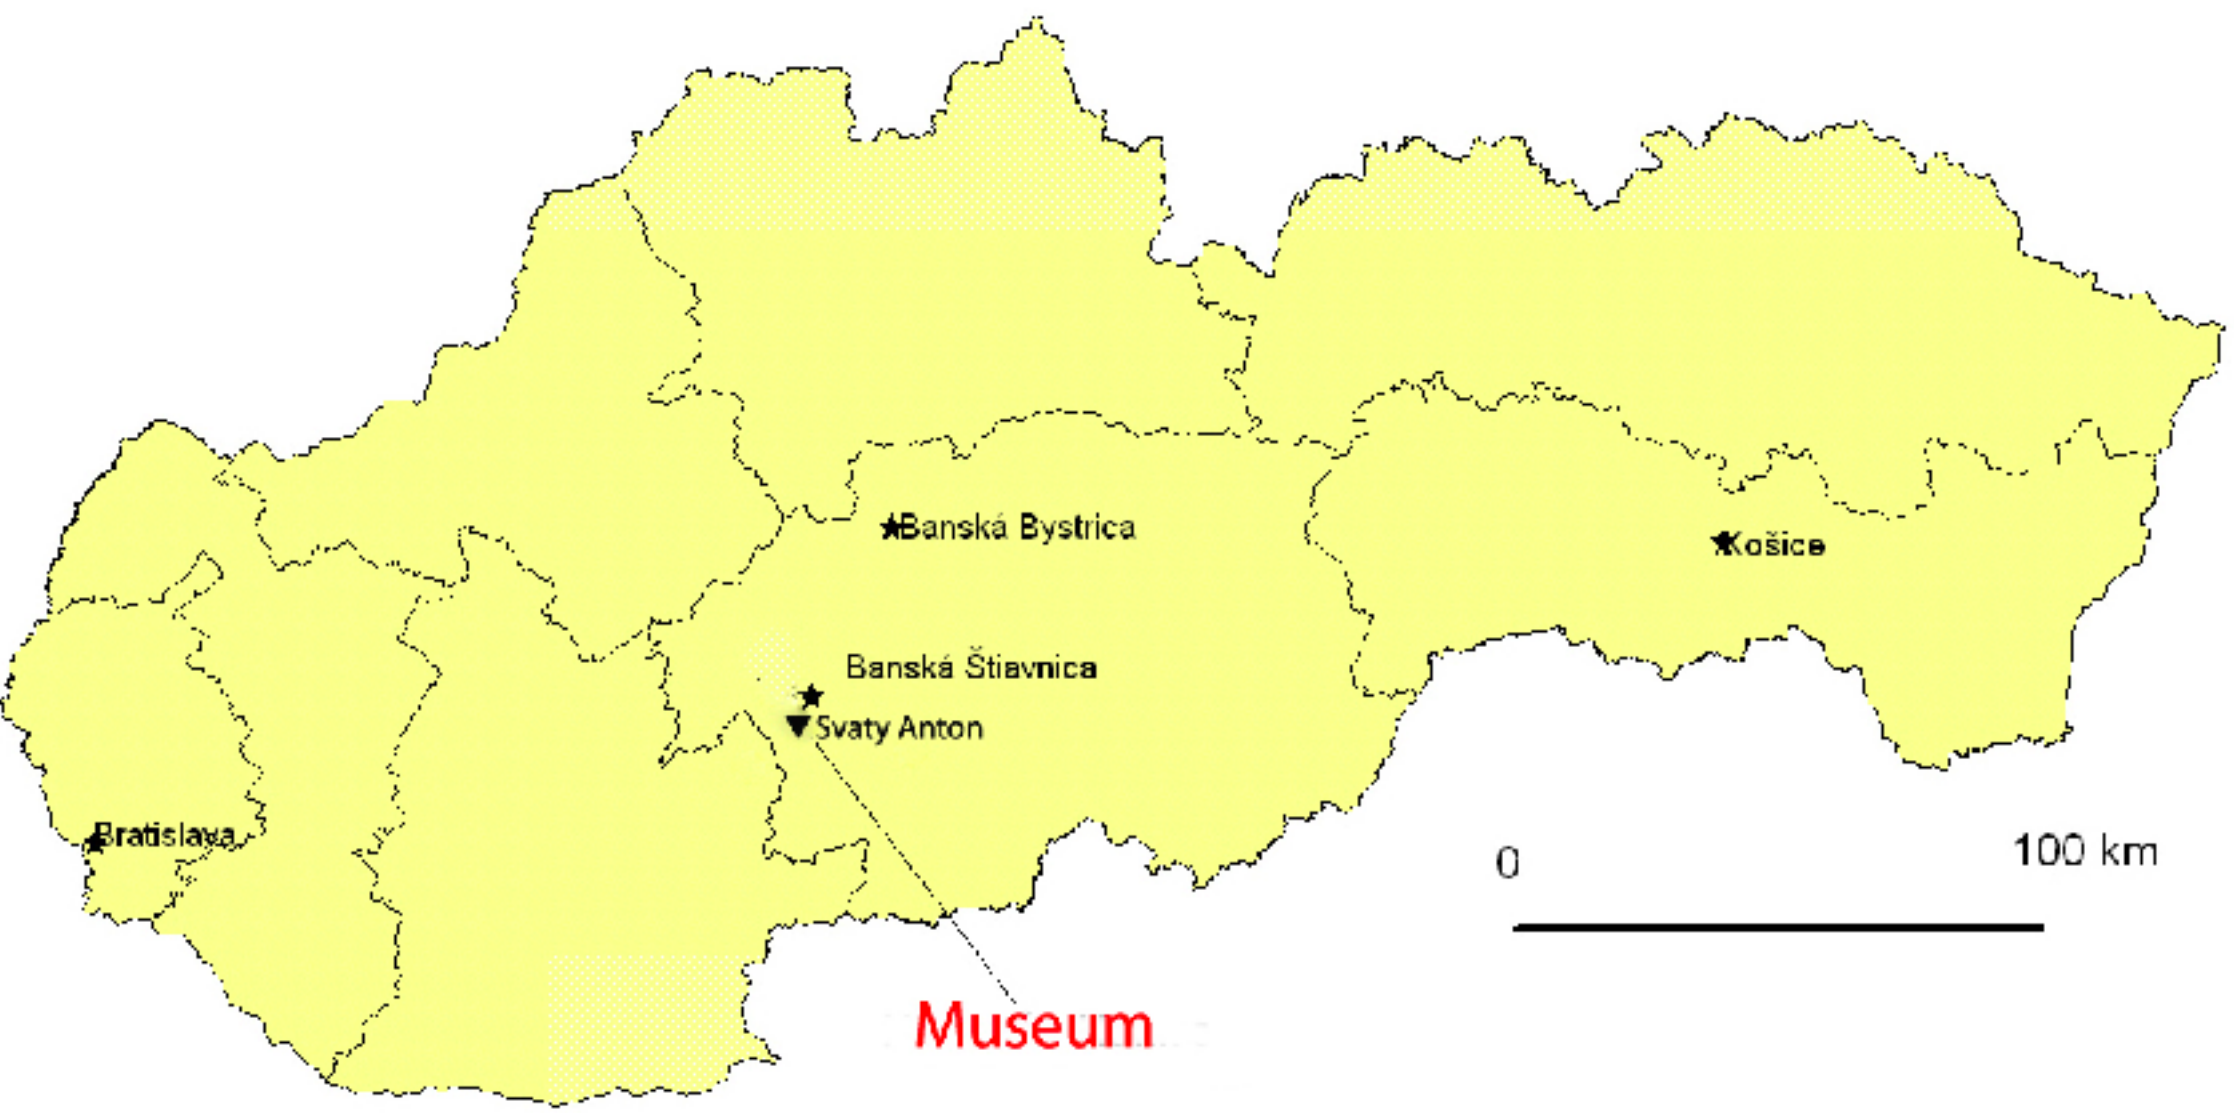 Banská Bystrica
Košice
Banská Štiavnica
Svaty Anton
Bratislava
0
100 km
Museum